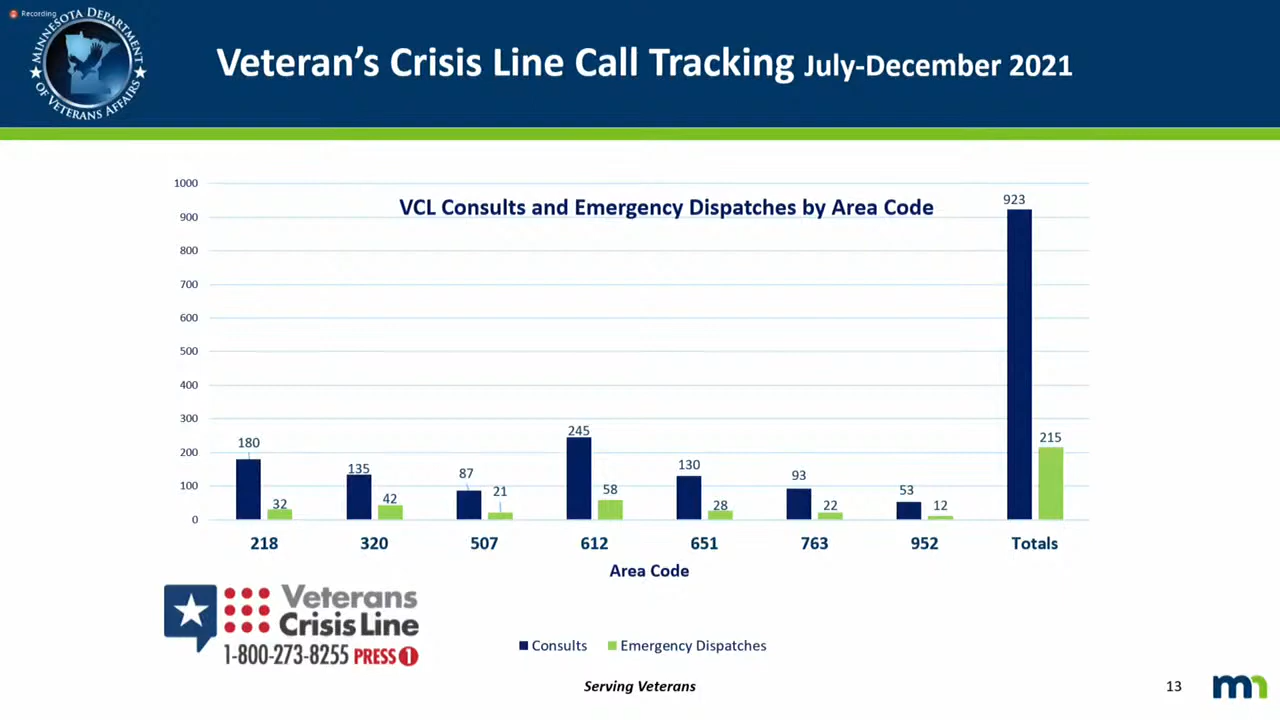 Recording
MINNESOTA DEPARTMENT
OF VETERANS AFFAIRS
Veteran's Crisis Line Call Tracking July-December 2021
VCL Consults and Emergency Dispatches by Area Code
1000
900
800
700
600
500
400
300
200
100
0
180
32
135
42
87
21
245
58
130
28
93
22
53
12
923
215
218 320 507 612 651 763 952 Totals
Area Code
Veterans
Crisis Line
1-800-273-8255 PRESS 1
Consults Emergency Dispatches
Serving Veterans
13
mn